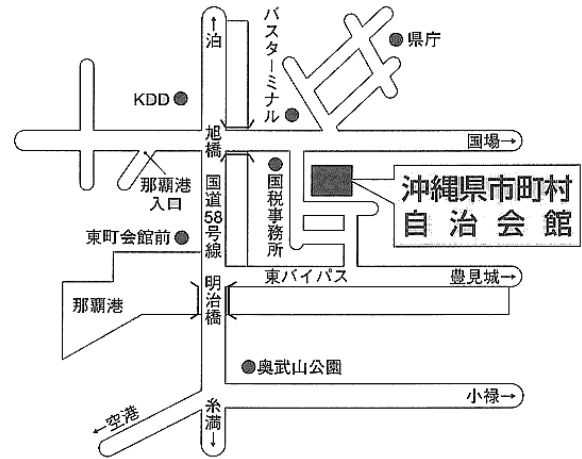 ↑泊
バスターミナル
県庁
KDD
旭橋
国場→
那覇港
入口
国道58号線
国税事務所
沖縄県市町村
自治会館
東町会館前
東バイパス
豊見城→
那覇港
明治橋
奥武山公園
小禄→
←空港
糸満↓